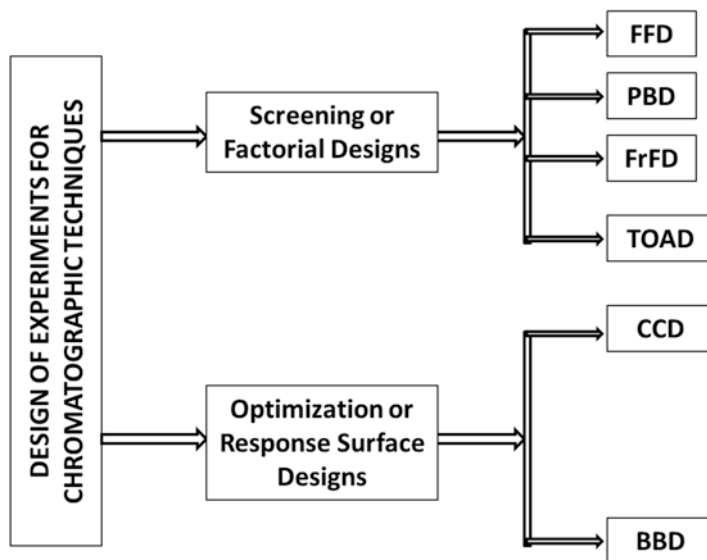 DESIGN OF EXPERIMENTS FOR
CHROMATOGRAPHIC TECHNIQUES
Screening or
Factorial Designs
FFD
PBD
FrFD
TOAD
Optimization or
Response Surface
Designs
CCD
BBD